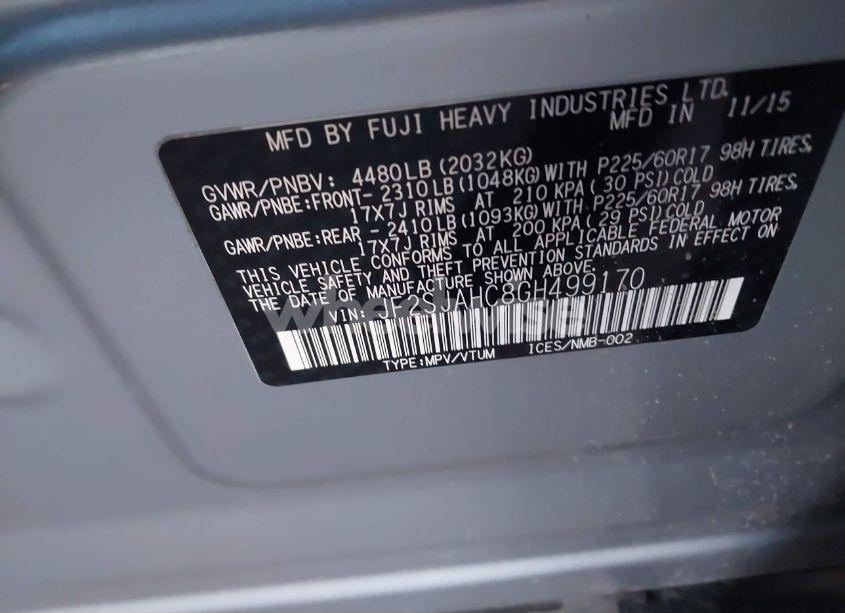 MFD BY FUJI HEAVY INDUSTRIES LTD.
MFD IN 11/15
GVWR/PNBV: 4480LB(2032KG)
GAWR/PNBE:FRONT- 2310LB(1048KG)WITH P225/60R17 98H TIRES,
17X7J RIMS AT 210 KPA( 30 PSI)COLD
GAWR/PNBE:REAR - 2410LB(1093KG)WITH P225/60R17 98H TIRES,
17X7J RIMS AT 200 KPA( 29 PSI)COLD
THIS VEHICLE CONFORMS TO ALL APPLICABLE FEDERAL MOTOR
VEHICLE SAFETY AND THEFT PREVENTION STANDARDS IN EFFECT ON
THE DATE OF MANUFACTURE SHOWN ABOVE.
VIN: JF2SJAHC8GH499170
TYPE:MPV/VTUM ICES/NMB-002